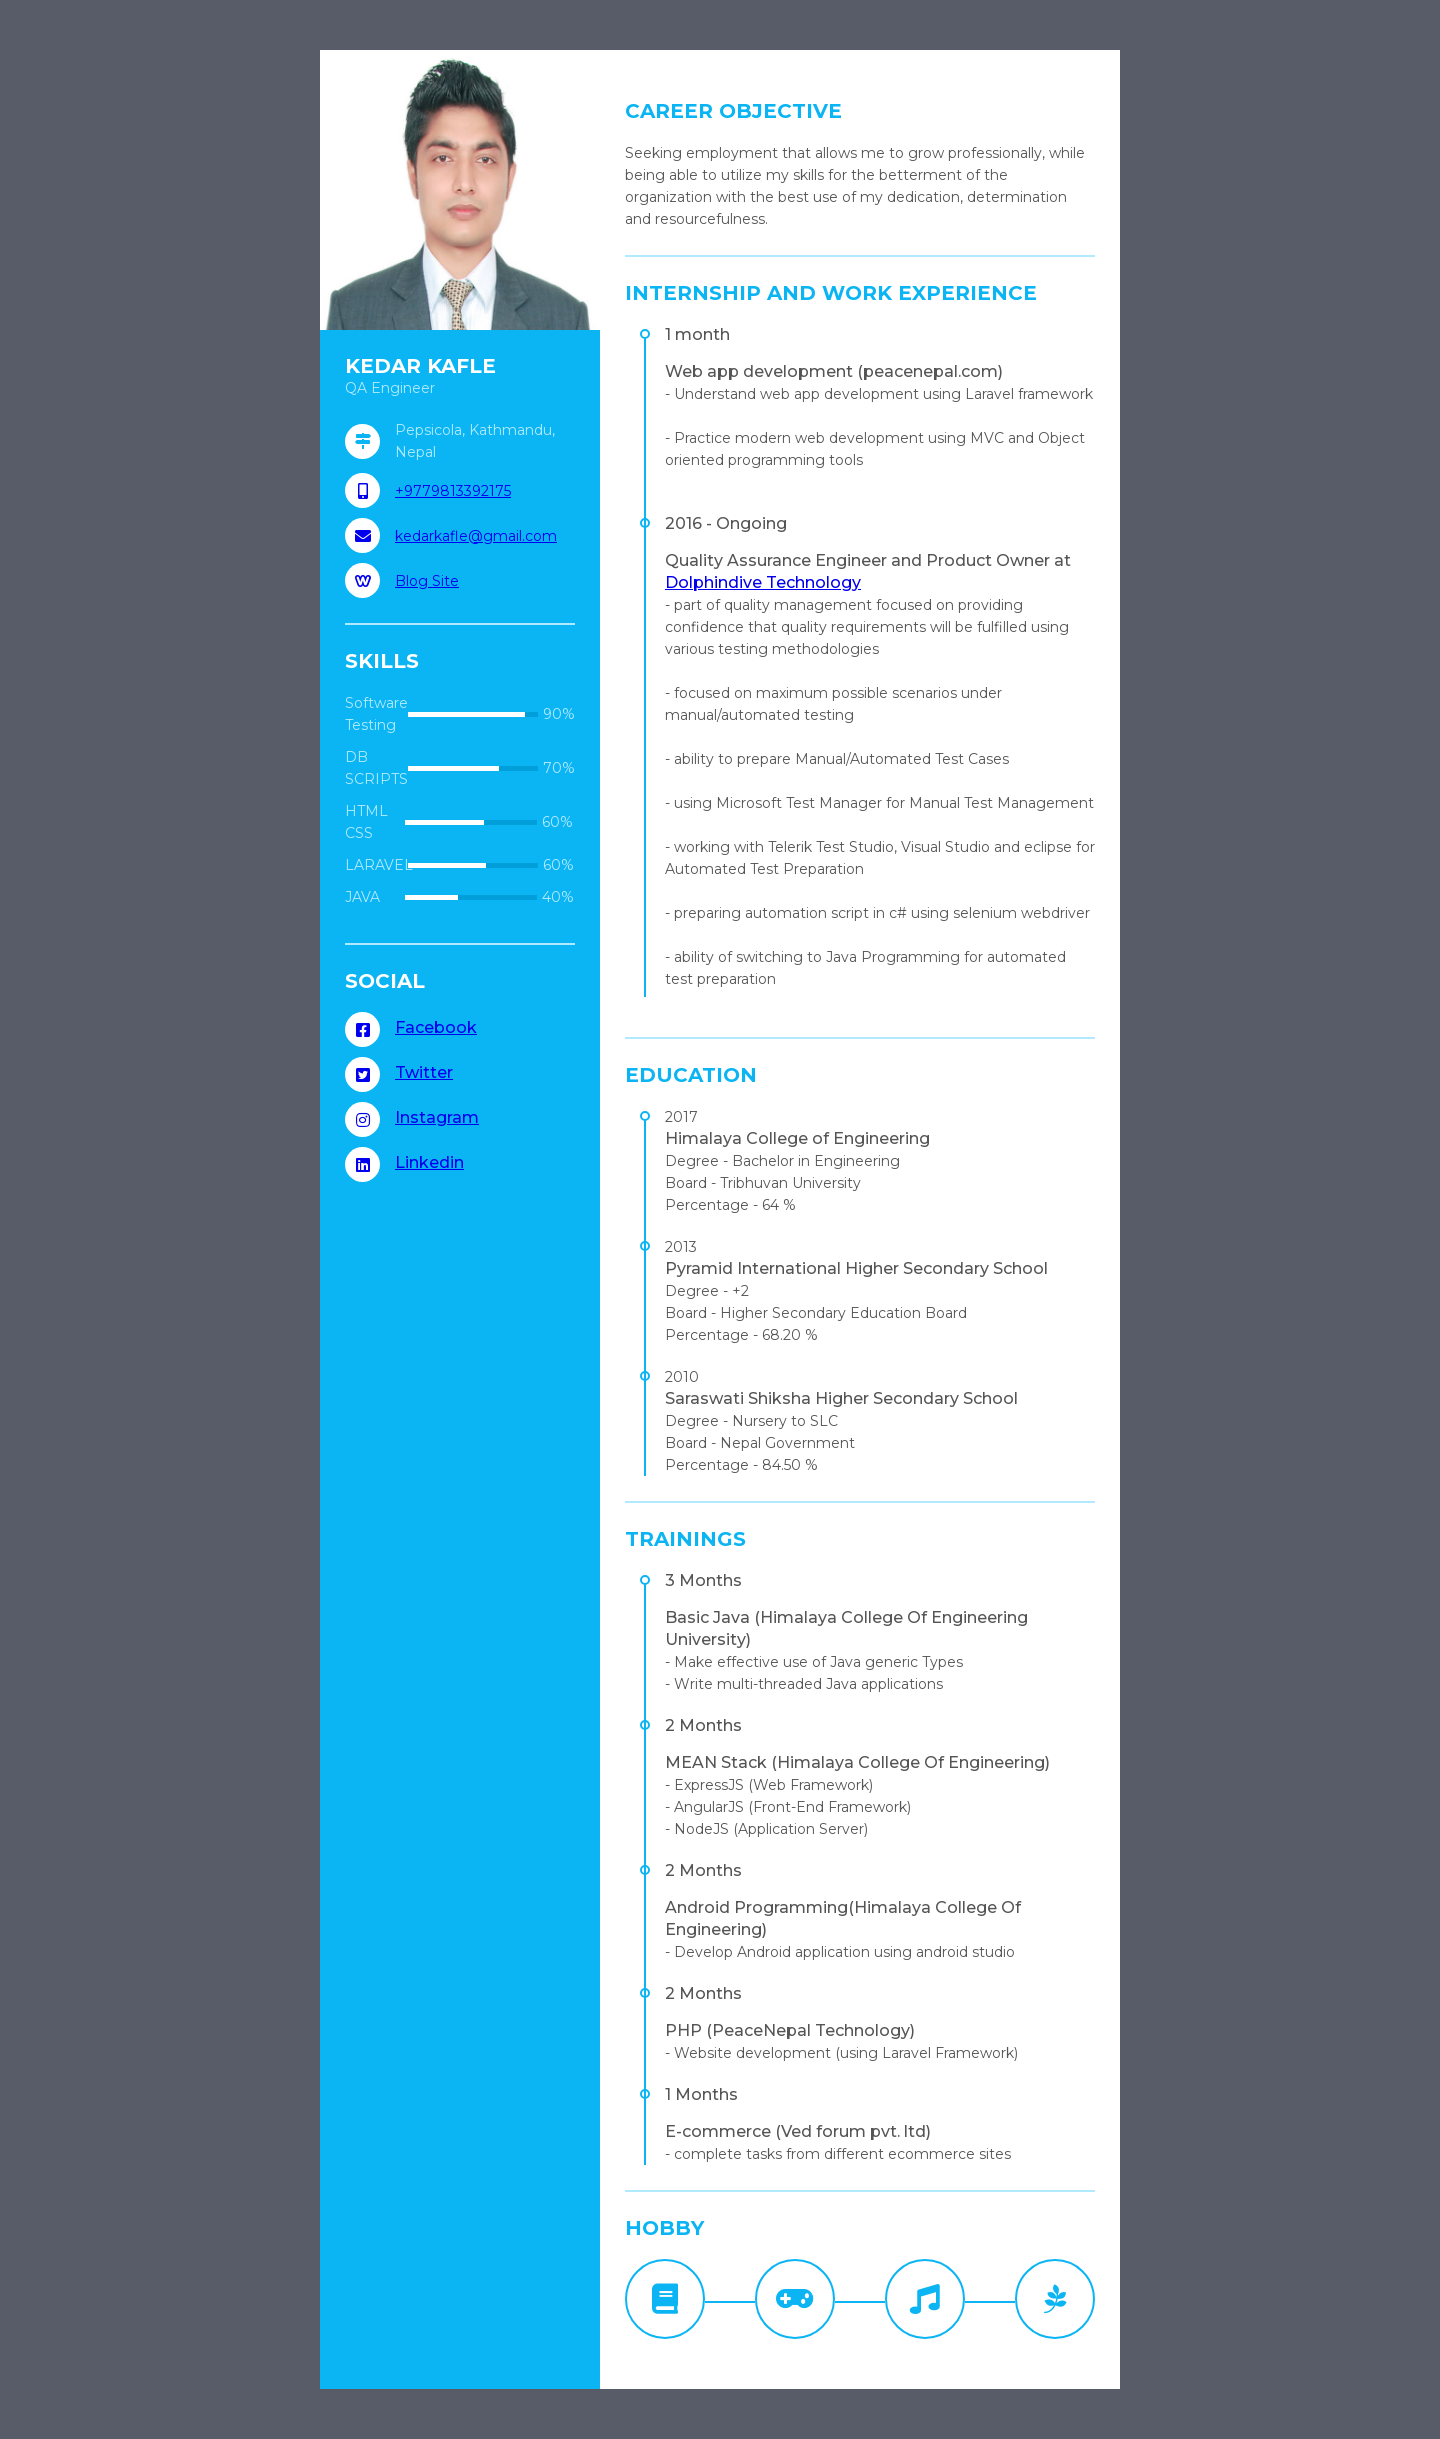 KEDAR KAFLE
QA Engineer
Pepsicola, Kathmandu,
Nepal
+9779813392175
kedarkafle@gmail.com
Blog Site
SKILLS
Software
Testing
90%
DB
SCRIPTS
70%
HTML
CSS
60%
LARAVEL
60%
JAVA
40%
SOCIAL
Facebook
Twitter
Instagram
Linkedin
CAREER OBJECTIVE
Seeking employment that allows me to grow professionally, while
being able to utilize my skills for the betterment of the
organization with the best use of my dedication, determination
and resourcefulness.
INTERNSHIP AND WORK EXPERIENCE
1 month
Web app development (peacenepal.com)
- Understand web app development using Laravel framework
- Practice modern web development using MVC and Object
oriented programming tools
2016 - Ongoing
Quality Assurance Engineer and Product Owner at
Dolphindive Technology
- part of quality management focused on providing
confidence that quality requirements will be fulfilled using
various testing methodologies
- focused on maximum possible scenarios under
manual/automated testing
- ability to prepare Manual/Automated Test Cases
- using Microsoft Test Manager for Manual Test Management
- working with Telerik Test Studio, Visual Studio and eclipse for
Automated Test Preparation
- preparing automation script in c# using selenium webdriver
- ability of switching to Java Programming for automated
test preparation
EDUCATION
2017
Himalaya College of Engineering
Degree - Bachelor in Engineering
Board - Tribhuvan University
Percentage - 64 %
2013
Pyramid International Higher Secondary School
Degree - +2
Board - Higher Secondary Education Board
Percentage - 68.20 %
2010
Saraswati Shiksha Higher Secondary School
Degree - Nursery to SLC
Board - Nepal Government
Percentage - 84.50 %
TRAININGS
3 Months
Basic Java (Himalaya College Of Engineering
University)
- Make effective use of Java generic Types
- Write multi-threaded Java applications
2 Months
MEAN Stack (Himalaya College Of Engineering)
- ExpressJS (Web Framework)
- AngularJS (Front-End Framework)
- NodeJS (Application Server)
2 Months
Android Programming(Himalaya College Of
Engineering)
- Develop Android application using android studio
2 Months
PHP (PeaceNepal Technology)
- Website development (using Laravel Framework)
1 Months
E-commerce (Ved forum pvt. ltd)
- complete tasks from different ecommerce sites
HOBBY